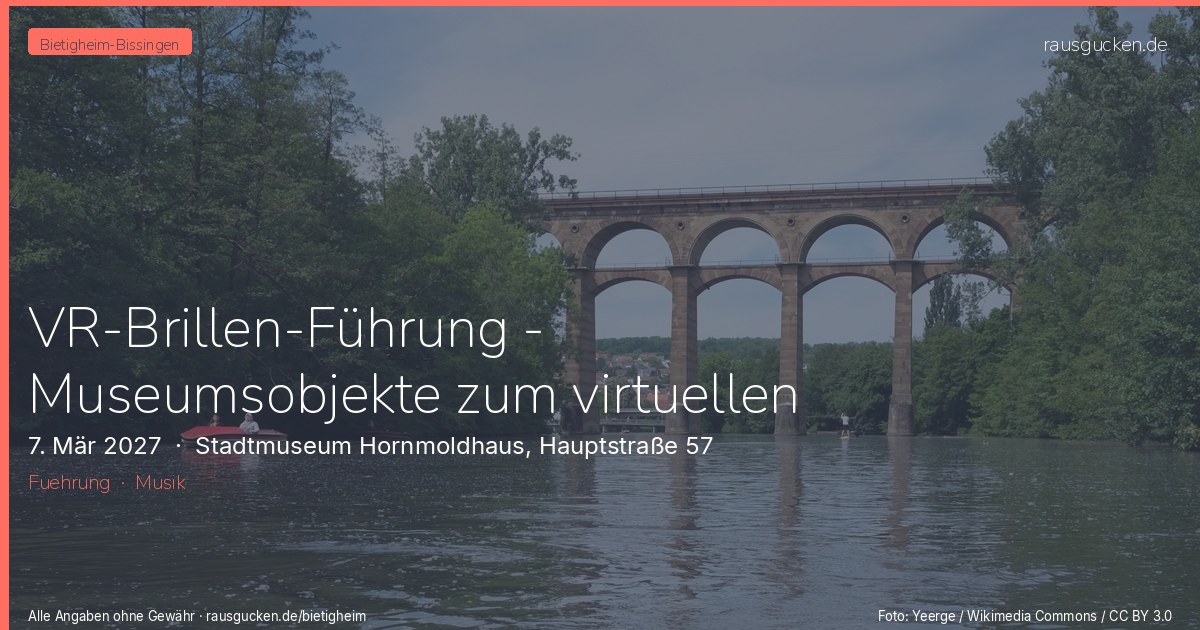 Bietigheim-Bissingen
rausgucken.de
VR-Brillen-Führung -
Museumsobjekte zum virtuellen
7. Mär 2027 · Stadtmuseum Hornmoldhaus, Hauptstraße 57
Fuehrung · Musik
Alle Angaben ohne Gewähr · rausgucken.de/bietigheim
Foto: Yeerge / Wikimedia Commons / CC BY 3.0